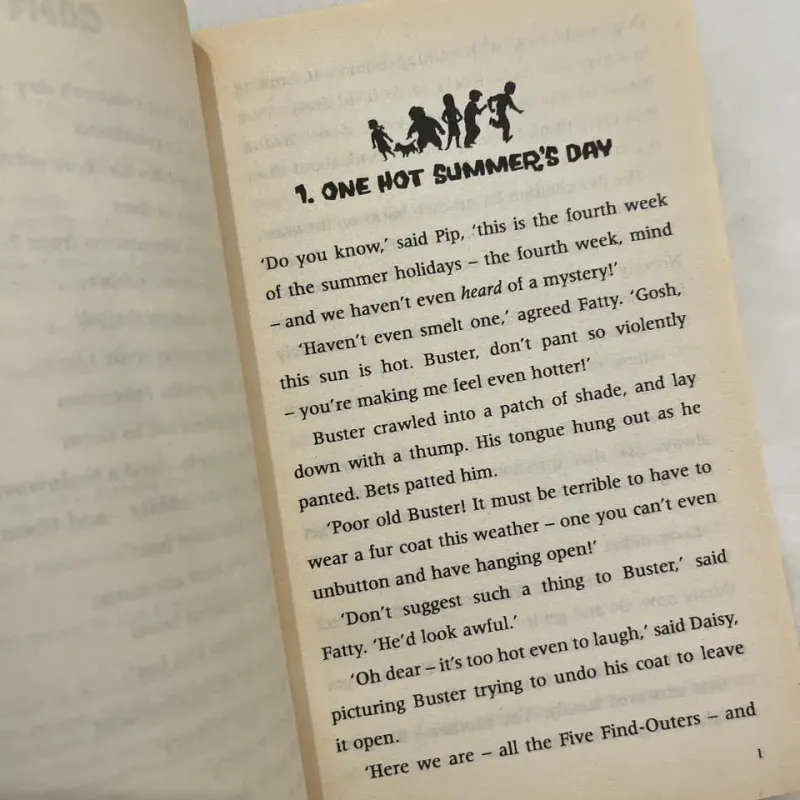 1. ONE HOT SUMMER'S DAY
'Do you know,' said Pip, 'this is the fourth week
of the summer holidays – the fourth week, mind
– and we haven't even heard of a mystery!'
'Haven't even smelt one,' agreed Fatty. 'Gosh,
this sun is hot. Buster, don't pant so violently
– you're making me feel even hotter!'
Buster crawled into a patch of shade, and lay
down with a thump. His tongue hung out as he
panted. Bets patted him.
'Poor old Buster! It must be terrible to have to
wear a fur coat this weather – one you can't even
unbutton and have hanging open!'
'Don't suggest such a thing to Buster,' said
Fatty. 'He'd look awful.'
'Oh dear – it's too hot even to laugh,' said Daisy,
picturing Buster trying to undo his coat to leave
it open.
'Here we are – all the Five Find-Outers – and
1